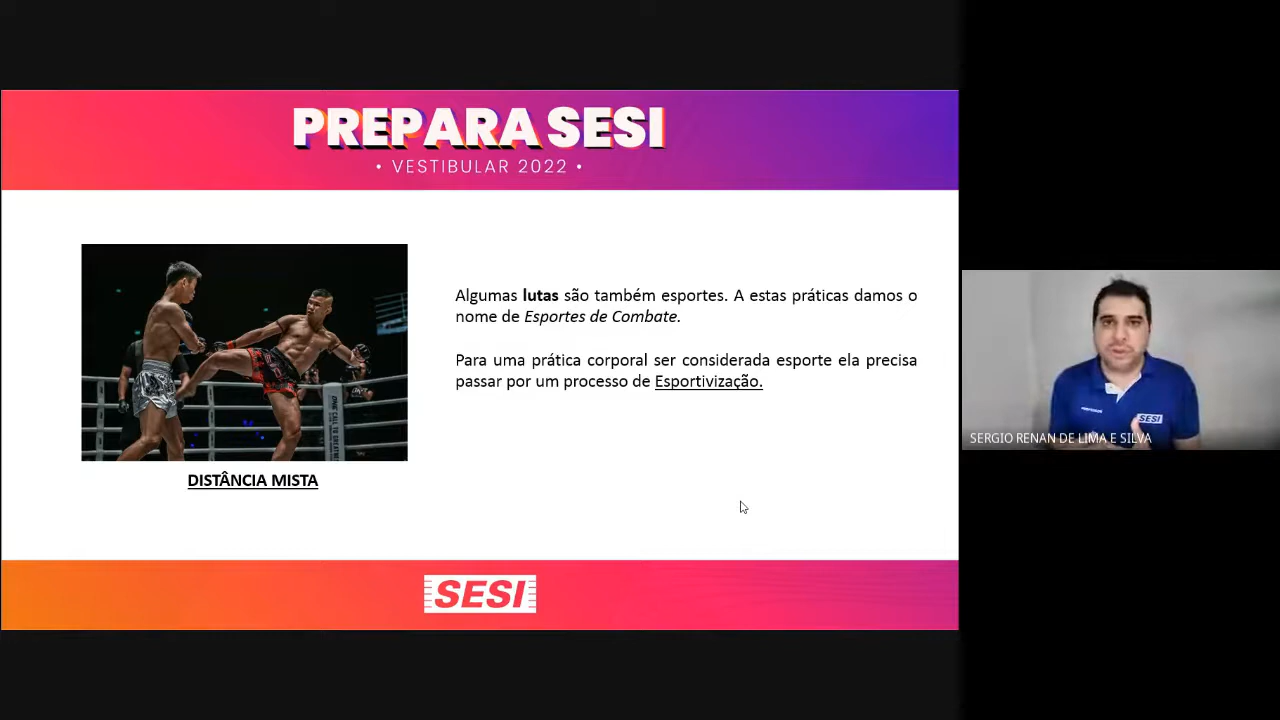 PREPARA SESI
• VESTIBULAR 2022 •
Algumas lutas são também esportes. A estas práticas damos o
nome de Esportes de Combate.
Para uma prática corporal ser considerada esporte ela precisa
passar por um processo de Esportivização.
DISTÂNCIA MISTA
SESI
SESI
SERGIO RENAN DE LIMA E SILVA